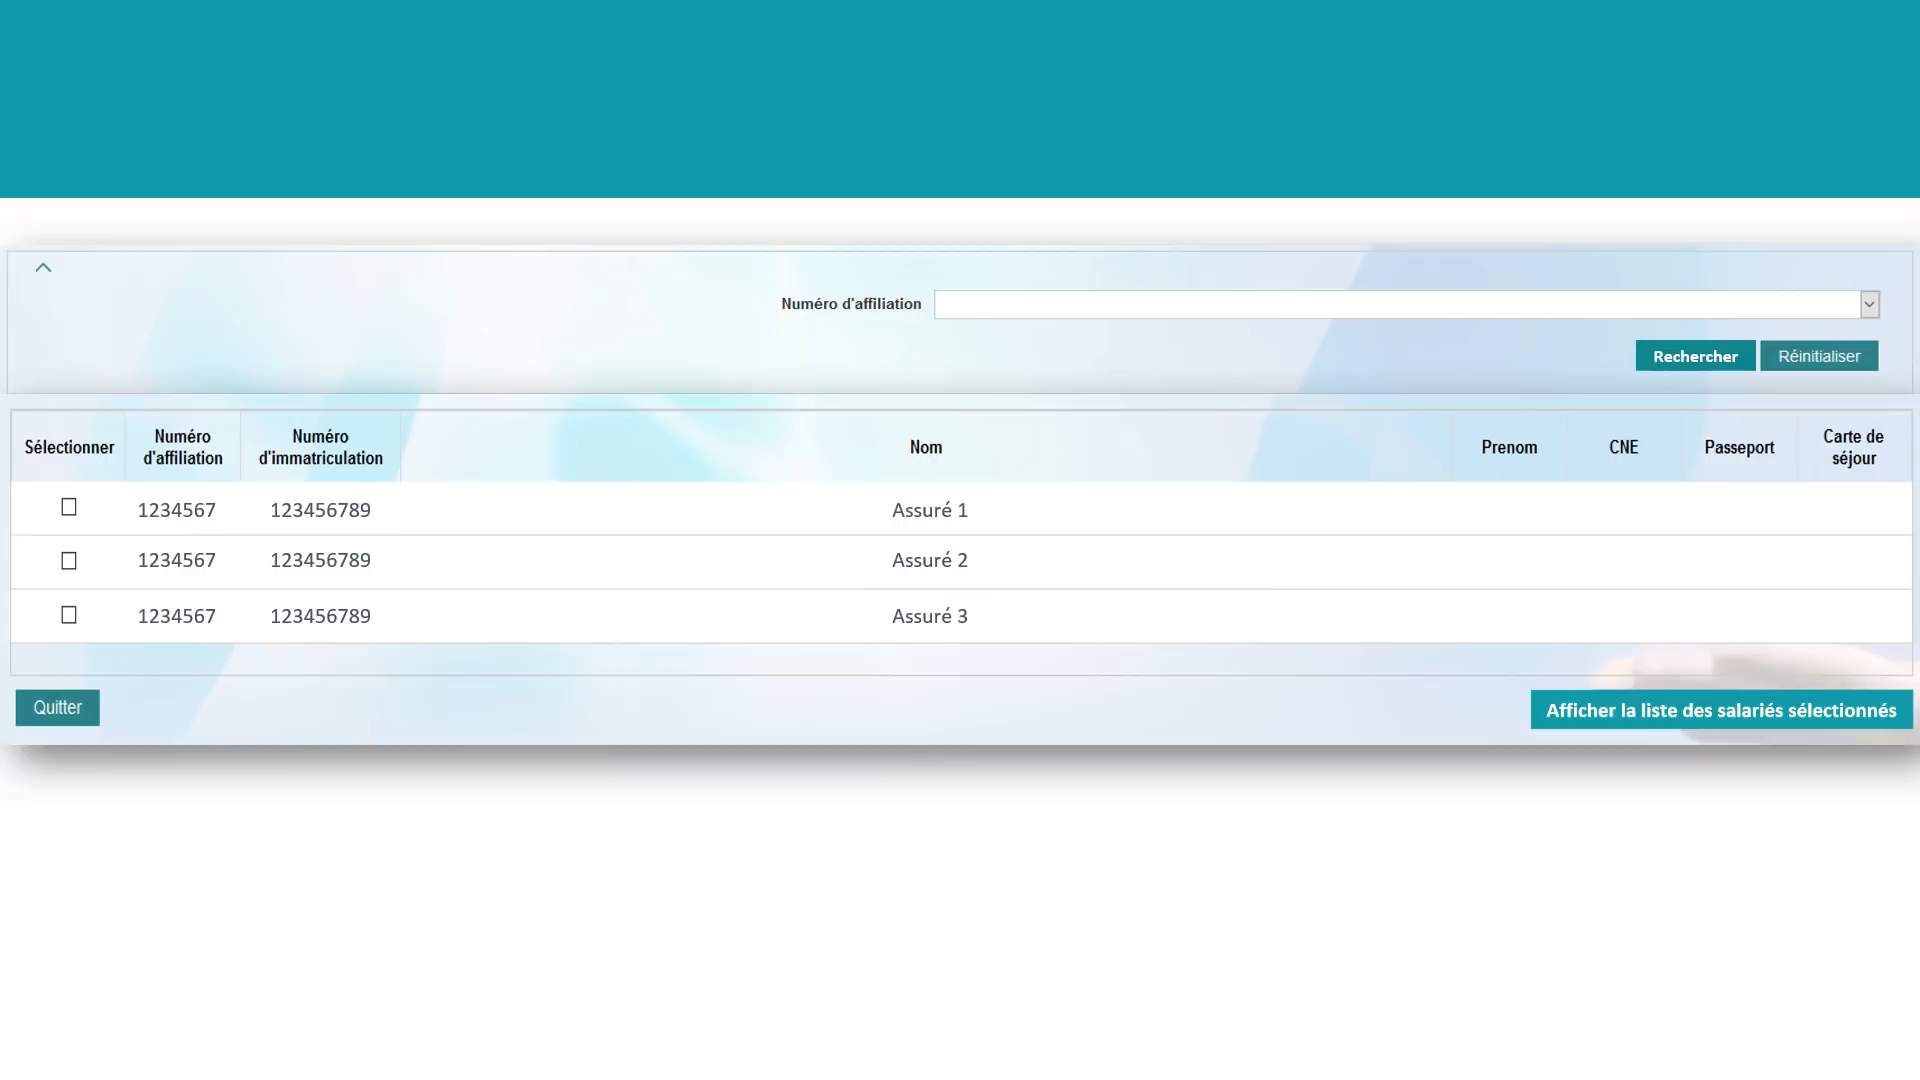 Numéro d'affiliation
Rechercher Réinitialiser
Sélectionner Numéro d'affiliation Numéro d'immatriculation Nom Prenom CNE Passeport Carte de séjour
1234567 123456789 Assuré 1
1234567 123456789 Assuré 2
1234567 123456789 Assuré 3
Quitter Afficher la liste des salariés sélectionnés